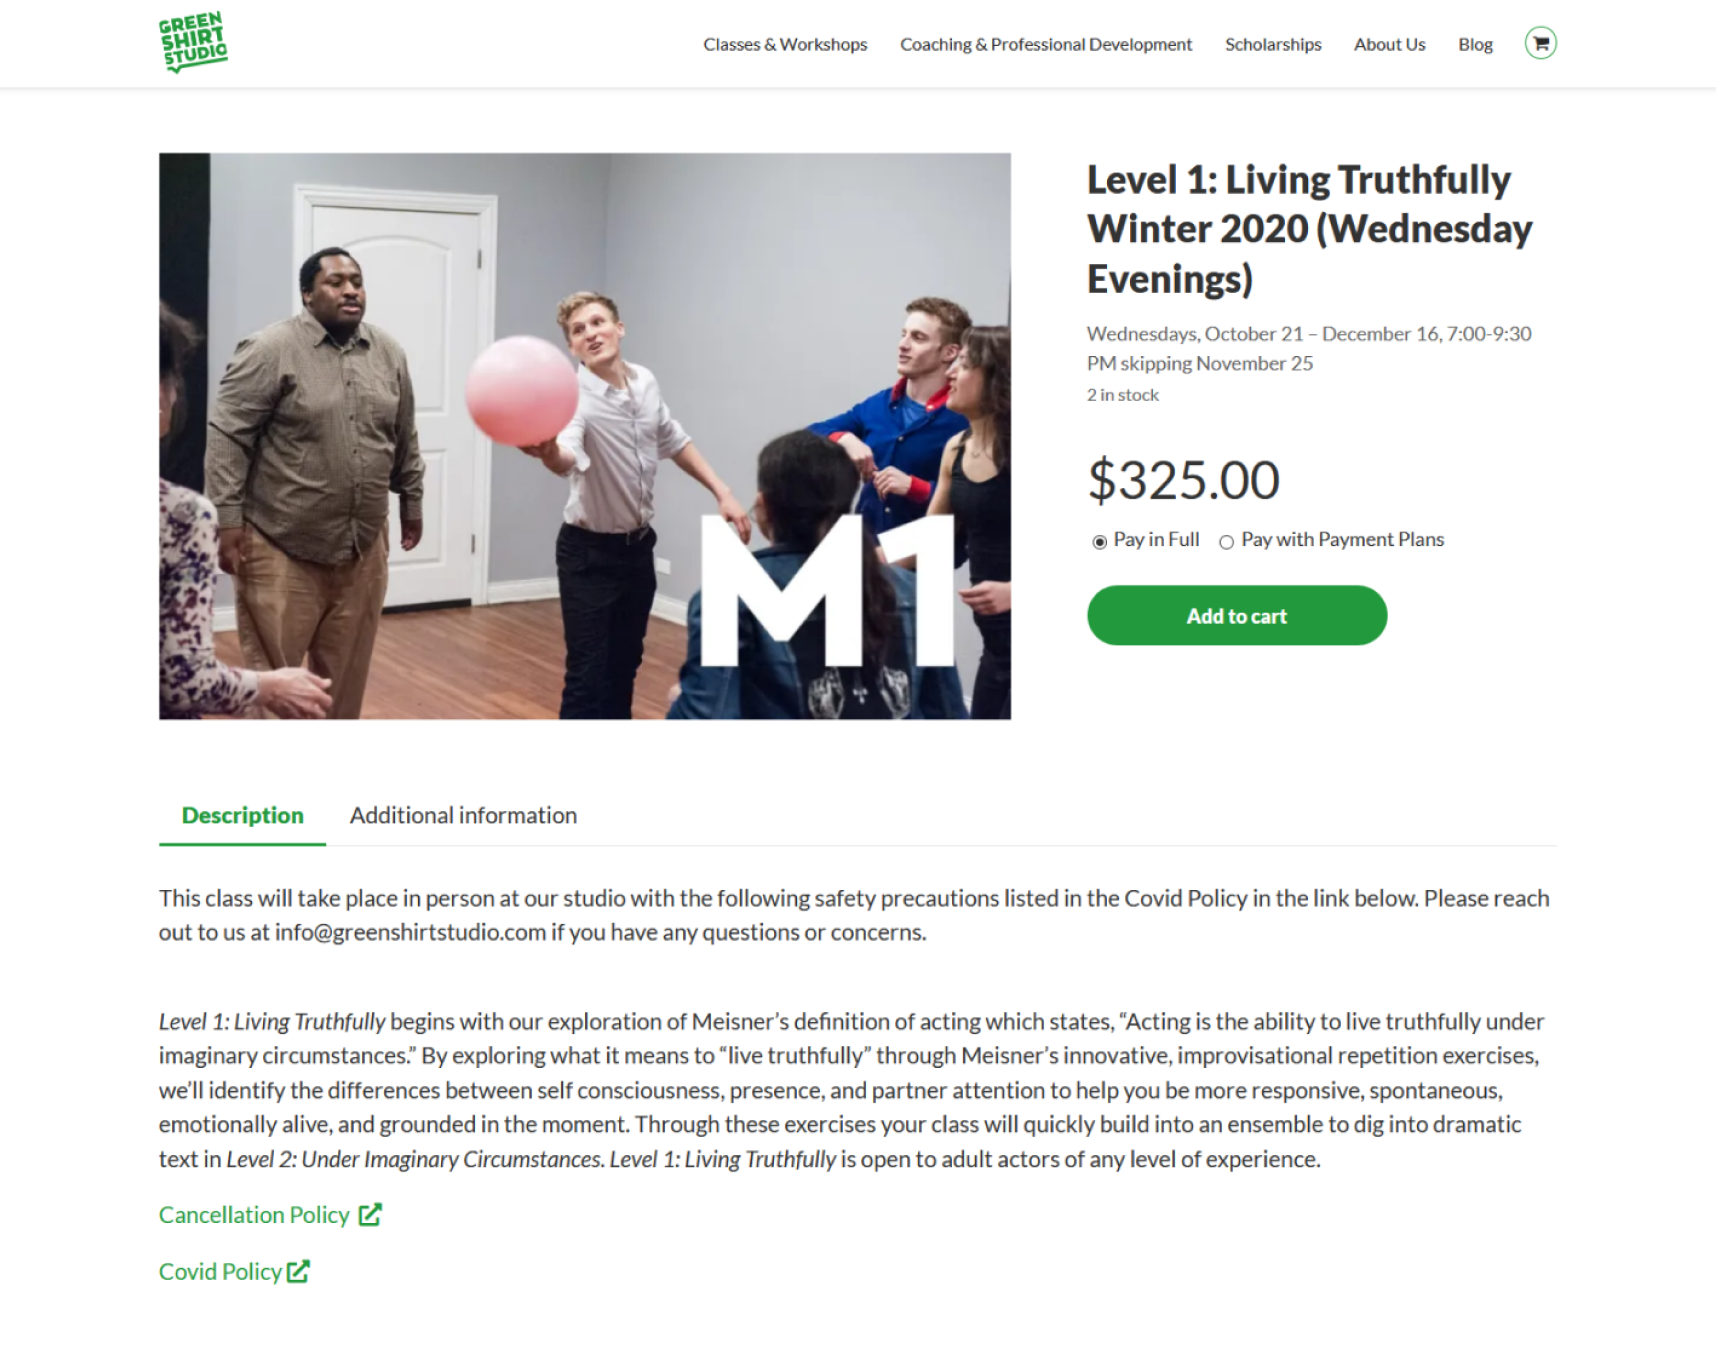 GREEN
SHIRT
STUDIO
Classes & Workshops
Coaching & Professional Development
Scholarships
About Us
Blog
Level 1: Living Truthfully
Winter 2020 (Wednesday
Evenings)
Wednesdays, October 21 – December 16, 7:00-9:30
PM skipping November 25
2 in stock
$325.00
Pay in Full
Pay with Payment Plans
Add to cart
M1
Description
Additional information
This class will take place in person at our studio with the following safety precautions listed in the Covid Policy in the link below. Please reach
out to us at info@greenshirtstudio.com if you have any questions or concerns.
Level 1: Living Truthfully begins with our exploration of Meisner’s definition of acting which states, “Acting is the ability to live truthfully under
imaginary circumstances.” By exploring what it means to “live truthfully” through Meisner’s innovative, improvisational repetition exercises,
we’ll identify the differences between self consciousness, presence, and partner attention to help you be more responsive, spontaneous,
emotionally alive, and grounded in the moment. Through these exercises your class will quickly build into an ensemble to dig into dramatic
text in Level 2: Under Imaginary Circumstances. Level 1: Living Truthfully is open to adult actors of any level of experience.
Cancellation Policy
Covid Policy